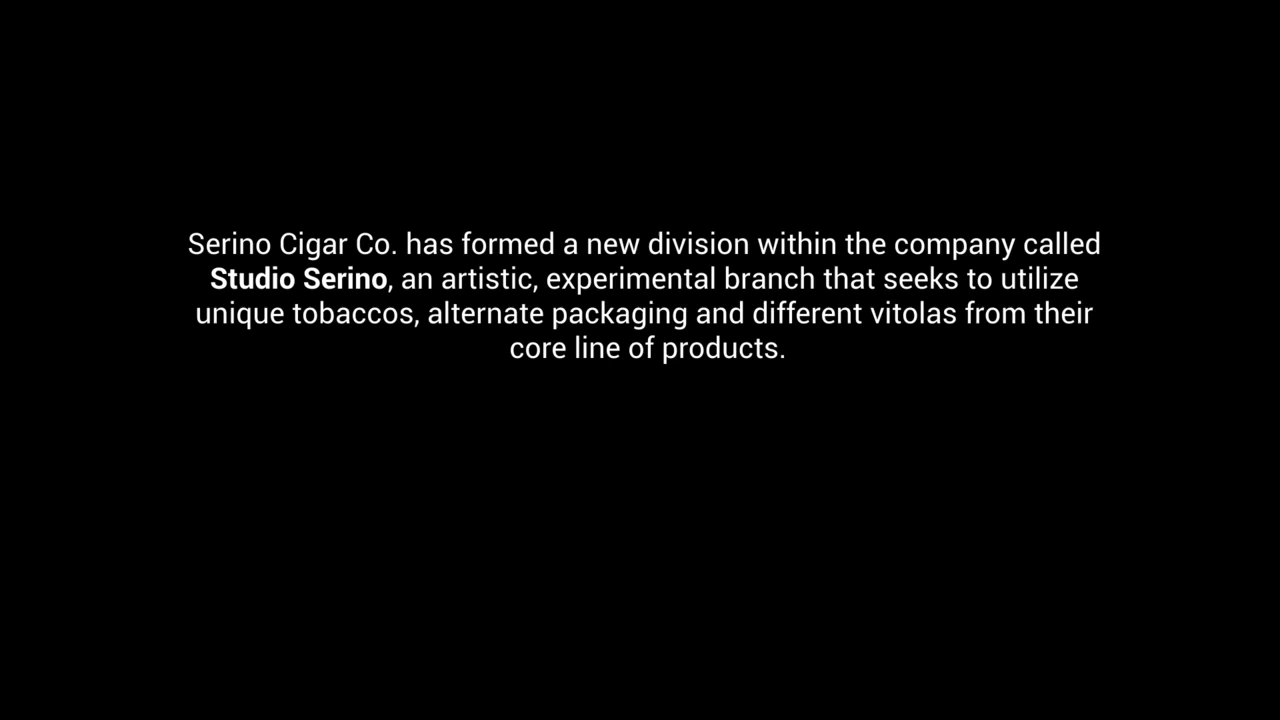 Serino Cigar Co. has formed a new division within the company called
Studio Serino, an artistic, experimental branch that seeks to utilize
unique tobaccos, alternate packaging and different vitolas from their
core line of products.